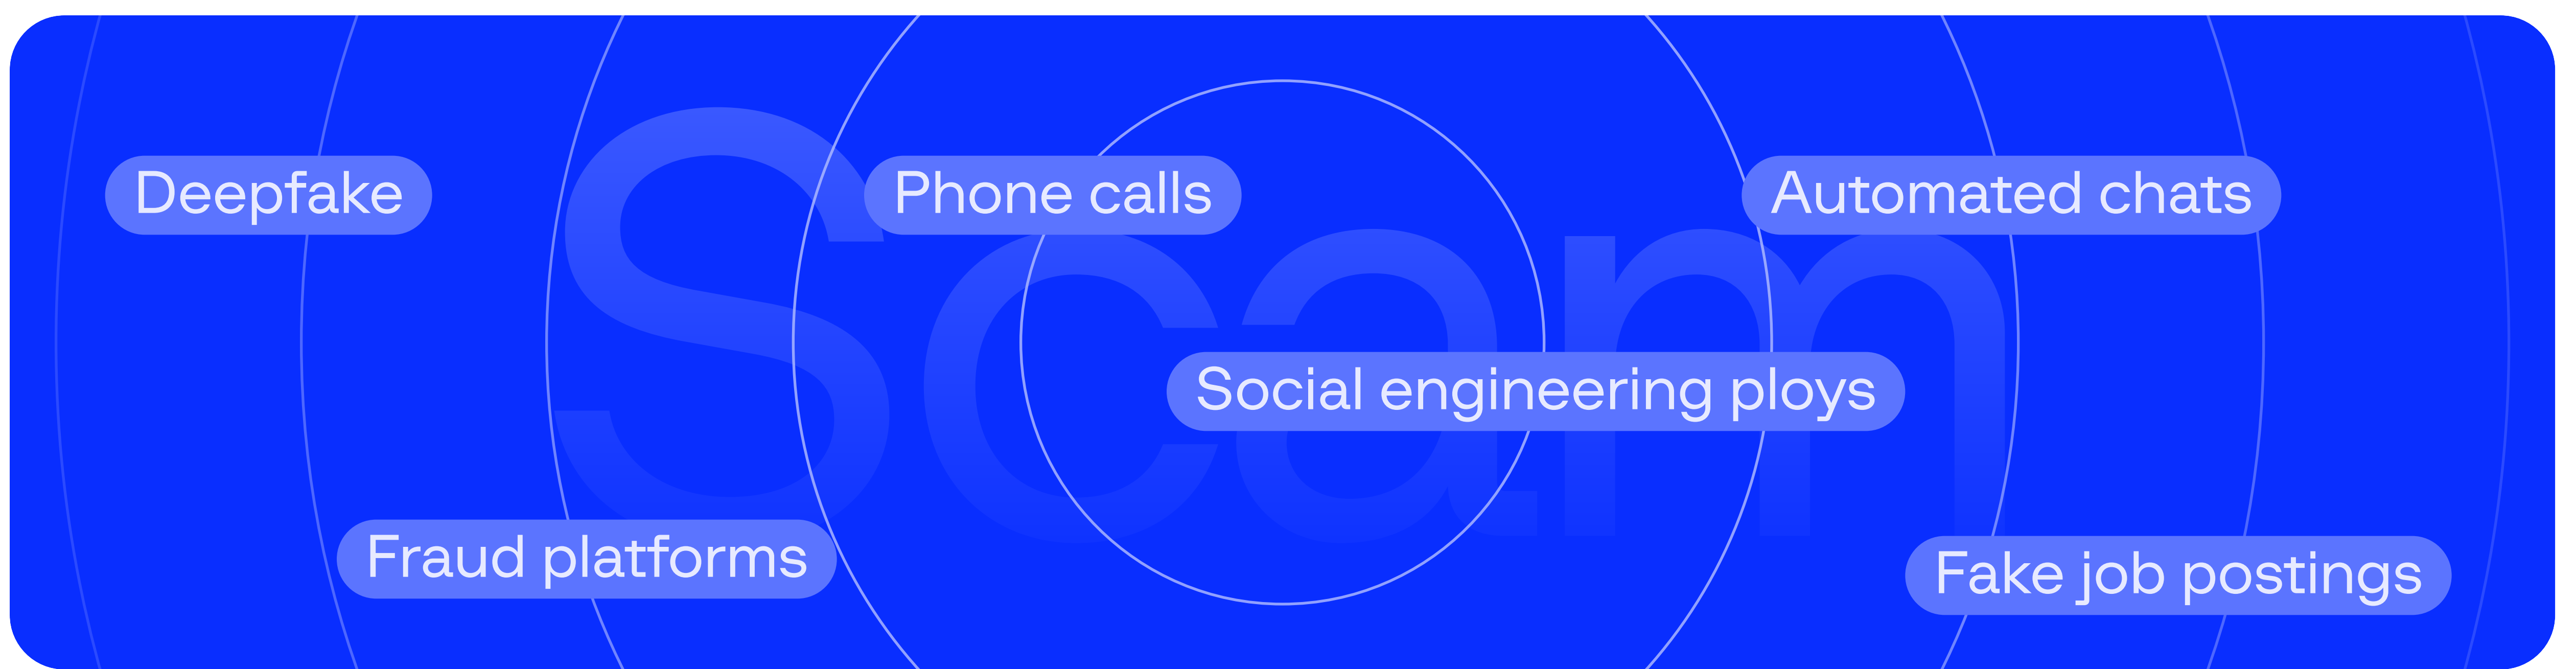 Scam
Deepfake
Phone calls
Automated chats
Social engineering ploys
Fraud platforms
Fake job postings